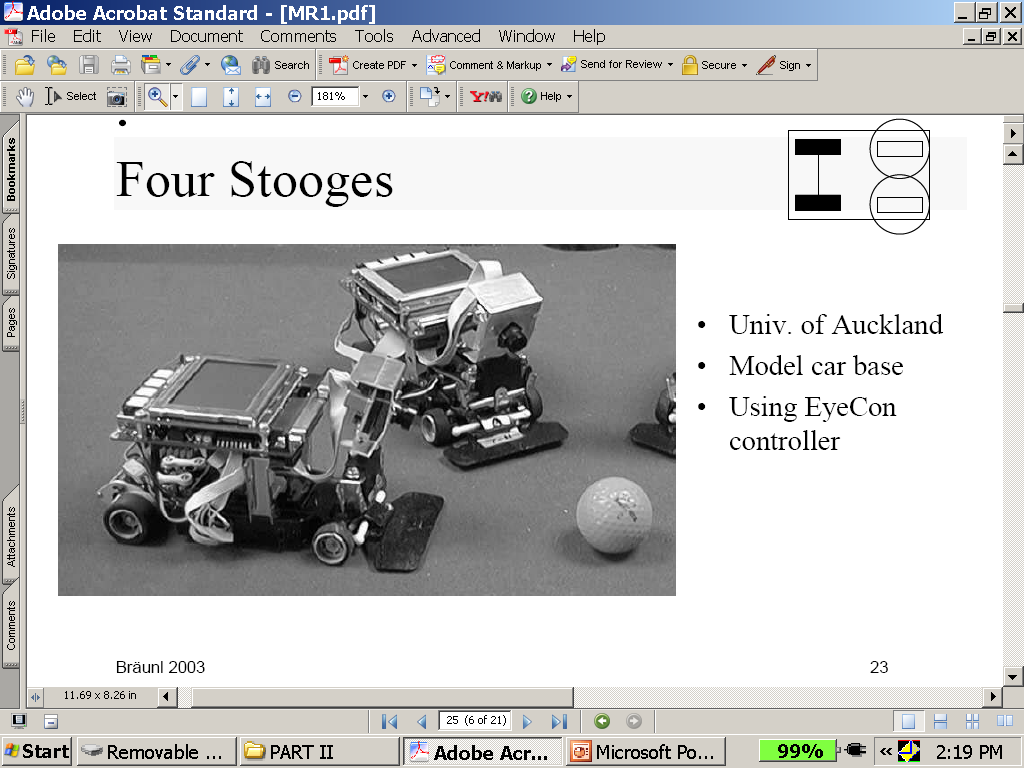 Adobe Acrobat Standard - [MR1.pdf]
File Edit View Document Comments Tools Advanced Window Help
Search Create PDF Comment & Markup Send for Review Secure Sign
Select 181% Y! Help
Bookmarks
Signatures
Pages
Attachments
Comments
•
Four Stooges
• Univ. of Auckland
• Model car base
• Using EyeCon
controller
Bräunl 2003
23
11.69 x 8.26 in
25 (6 of 21)
Start Removable ... PART II Adobe Acr... Microsoft Po... 99% « 2:19 PM